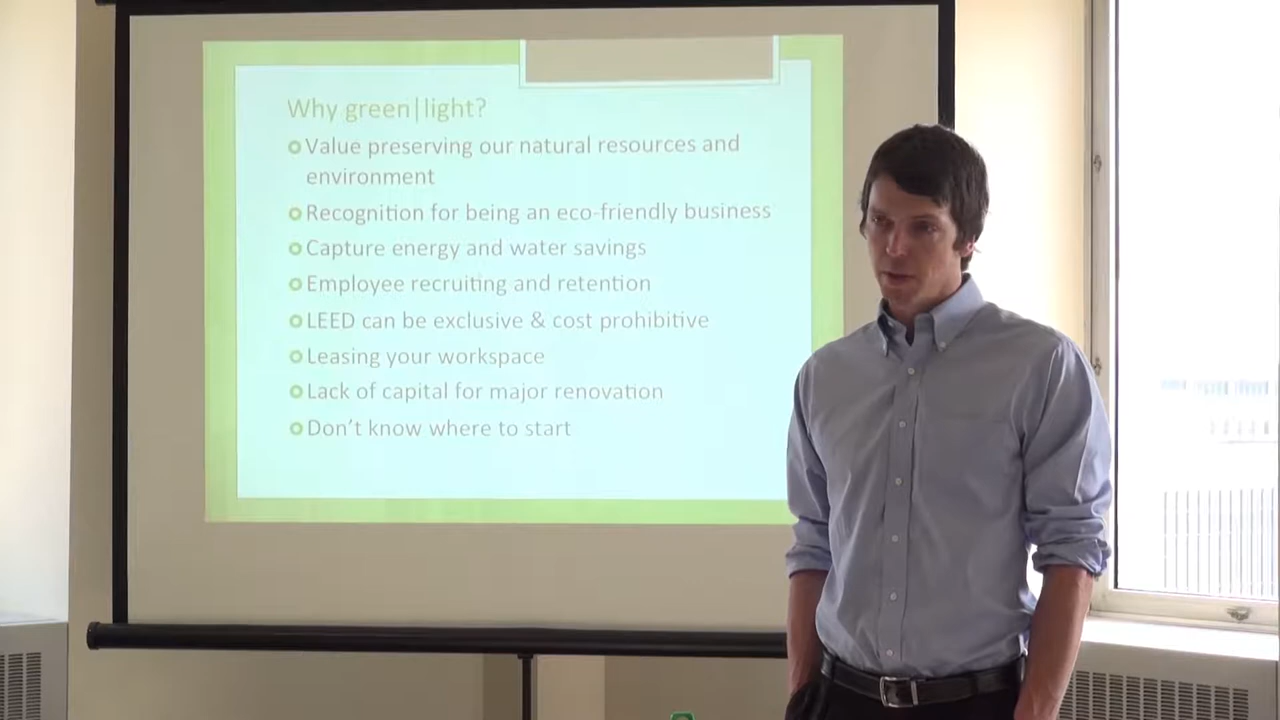 Why green|light?
Value preserving our natural resources and
environment
Recognition for being an eco-friendly business
Capture energy and water savings
Employee recruiting and retention
LEED can be exclusive & cost prohibitive
Leasing your workspace
Lack of capital for major renovation
Don't know where to start